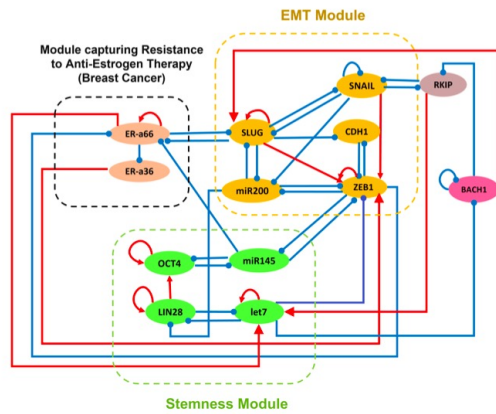 EMT Module
Module capturing Resistance
to Anti-Estrogen Therapy
(Breast Cancer)
SNAIL
RKIP
ER-a66
SLUG
CDH1
ER-a36
miR200
ZEB1
BACH1
OCT4
miR145
LIN28
let7
Stemness Module